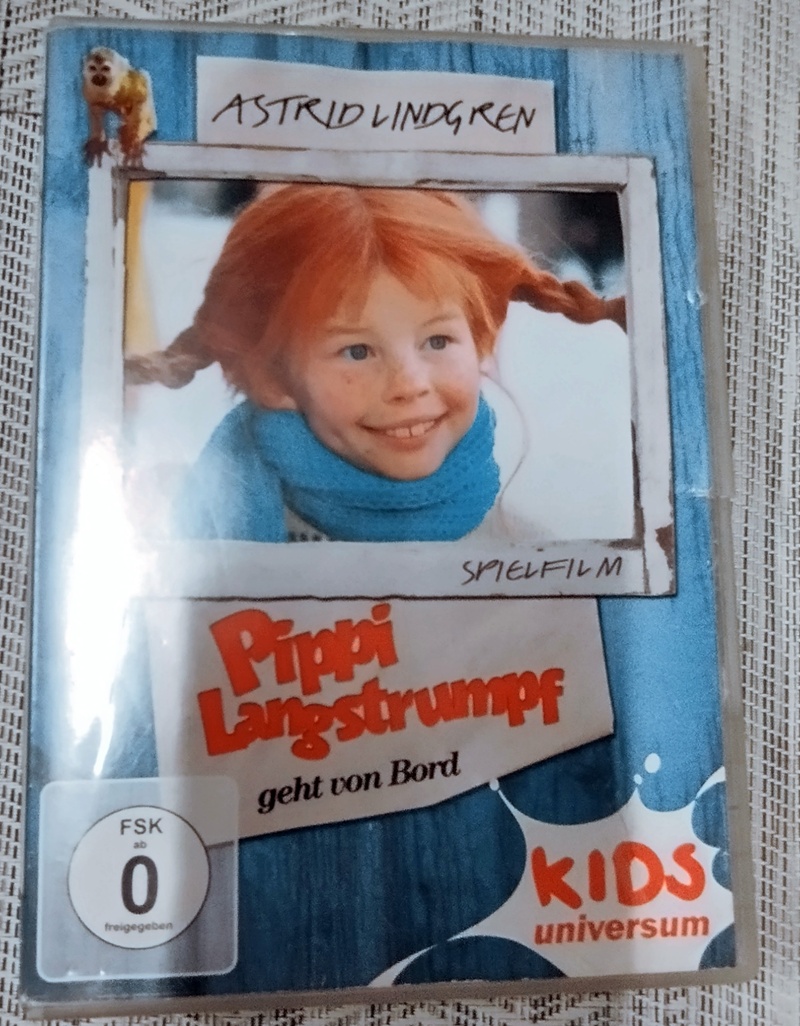 ASTRID LINDGREN
SPIELFILM
Pippi
Langstrumpf
geht von Bord
FSK
ab
0
freigegeben
KIDS
universum